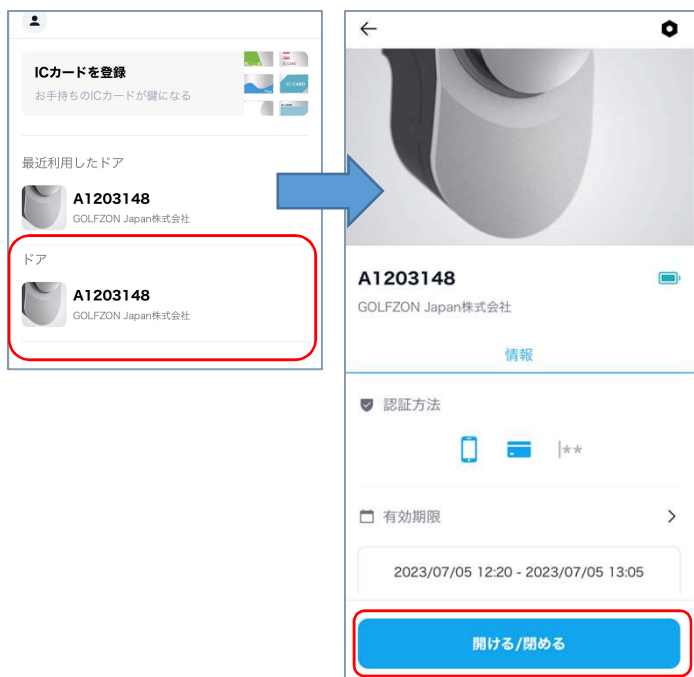 ICカードを登録
お手持ちのICカードが鍵になる
最近利用したドア
A1203148
GOLFZON Japan株式会社
ドア
A1203148
GOLFZON Japan株式会社
A1203148
GOLFZON Japan株式会社
情報
認証方法
|**
有効期限
2023/07/05 12:20 - 2023/07/05 13:05
開ける/閉める